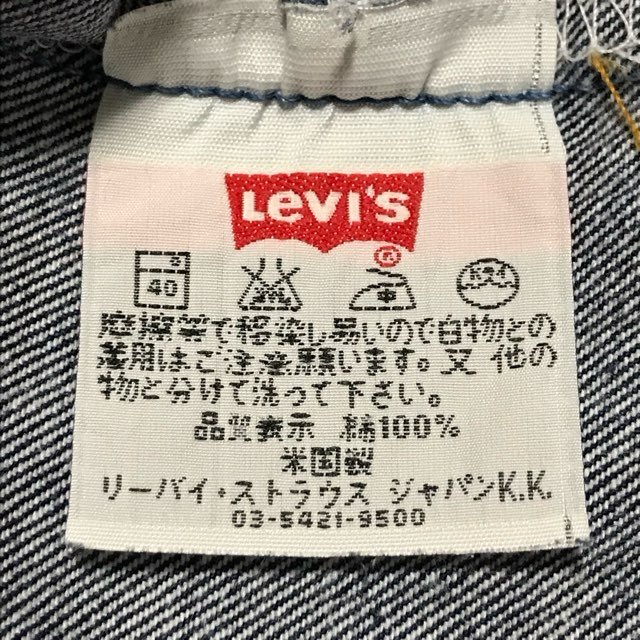 Levi's
®
40
摩擦等で移染し易いので白物との
着用はご注意願います。又 他の
物と分けて洗って下さい。
品質表示 綿100%
米国製
リーバイ・ストラウス ジャパンK.K.
03-5421-9500